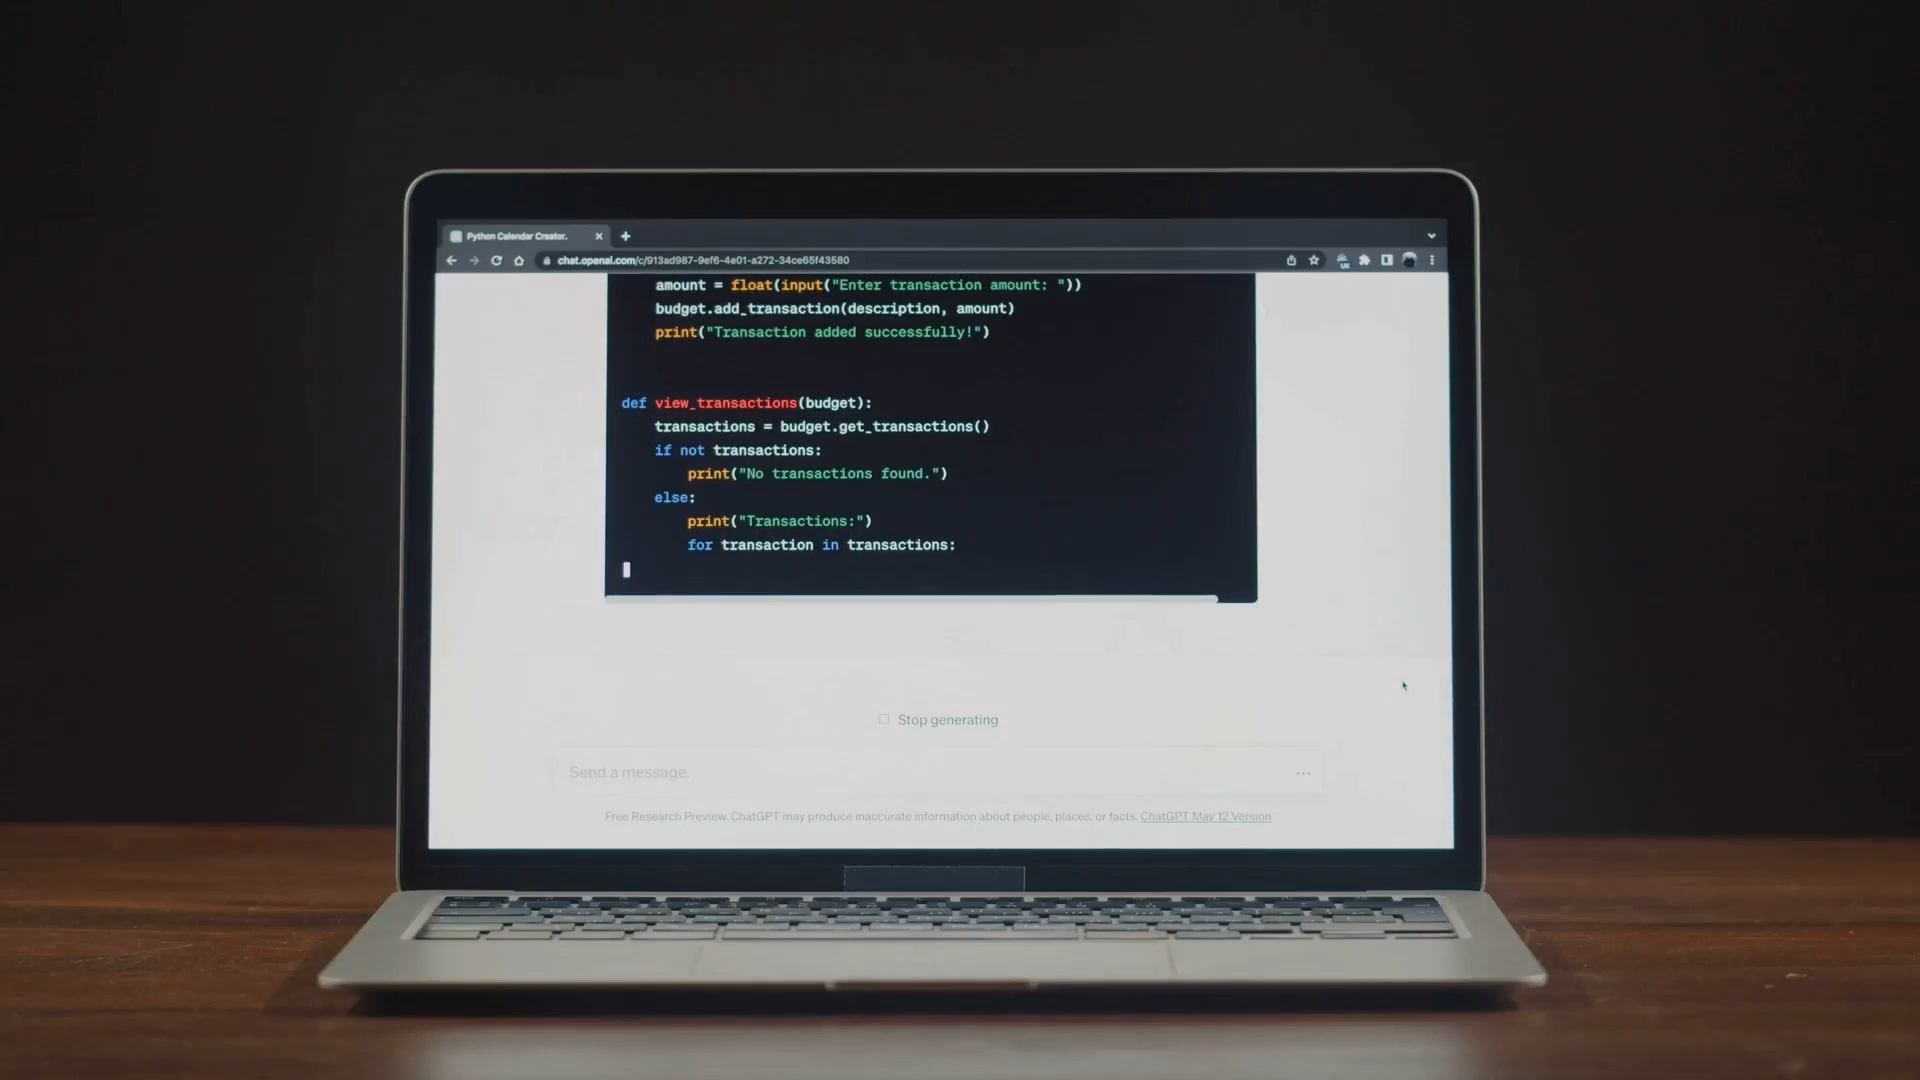 Python Calendar Creator.
chat.openai.com/c/913ad987-9ef6-4e01-a272-34ce65f43580
amount = float(input("Enter transaction amount: "))
budget.add_transaction(description, amount)
print("Transaction added successfully!")
def view_transactions(budget):
transactions = budget.get_transactions()
if not transactions:
print("No transactions found.")
else:
print("Transactions:")
for transaction in transactions:
Stop generating
Send a message.
Free Research Preview. ChatGPT may produce inaccurate information about people, places, or facts. ChatGPT May 12 Version